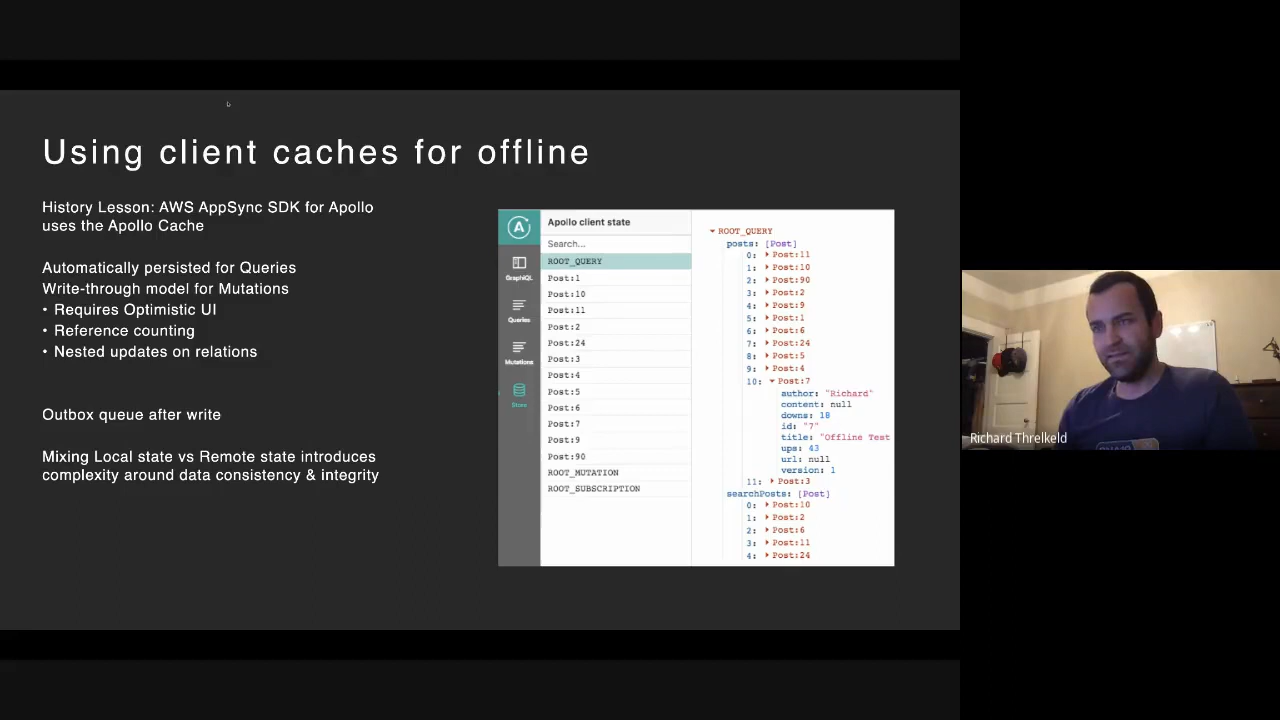 Using client caches for offline
History Lesson: AWS AppSync SDK for Apollo
uses the Apollo Cache
Automatically persisted for Queries
Write-through model for Mutations
• Requires Optimistic UI
• Reference counting
• Nested updates on relations
Outbox queue after write
Mixing Local state vs Remote state introduces
complexity around data consistency & integrity
A
GraphiQL
Queries
Mutations
Store
Apollo client state
Search...
ROOT_QUERY
Post:1
Post:10
Post:11
Post:2
Post:24
Post:3
Post:4
Post:5
Post:6
Post:7
Post:9
Post:90
ROOT_MUTATION
ROOT_SUBSCRIPTION
ROOT_QUERY
posts: [Post]
0: Post:11
1: Post:10
2: Post:90
3: Post:2
4: Post:9
5: Post:1
6: Post:6
7: Post:24
8: Post:5
9: Post:4
10: Post:7
author: "Richard"
content: null
downs: 18
id: "7"
title: "Offline Test
ups: 43
url: null
version: 1
11: Post:3
searchPosts: [Post]
0: Post:10
1: Post:2
2: Post:6
3: Post:11
4: Post:24
Richard Threlkeld